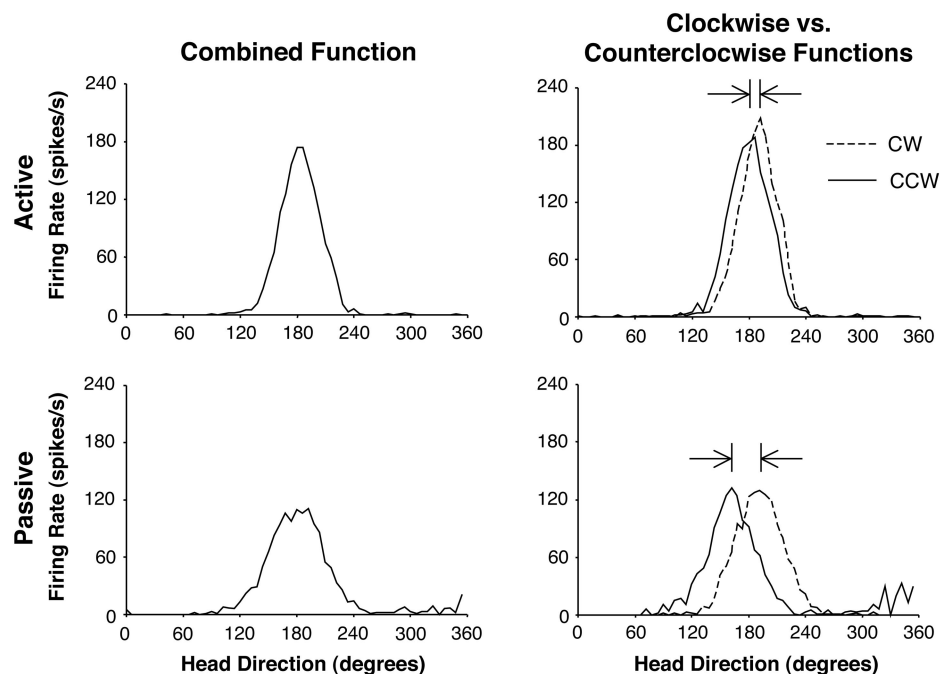 Combined Function
Clockwise vs.
Counterclocwise Functions
Active
Firing Rate (spikes/s)
240
180
120
60
0
0 60 120 180 240 300 360
240
180
120
60
0
0 60 120 180 240 300 360
CW
CCW
Passive
Firing Rate (spikes/s)
240
180
120
60
0
0 60 120 180 240 300 360
Head Direction (degrees)
240
180
120
60
0
0 60 120 180 240 300 360
Head Direction (degrees)